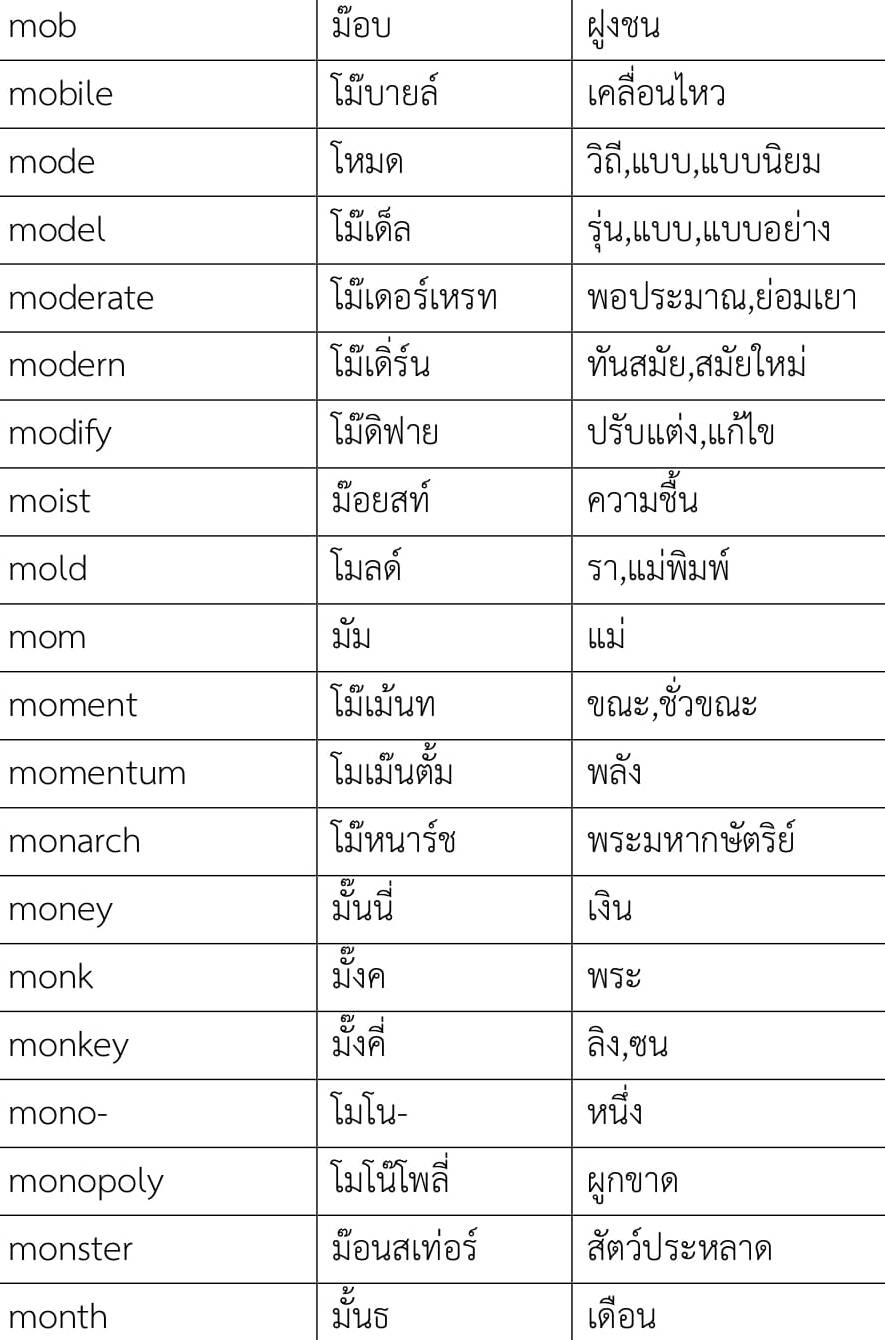 mob ม๊อบ ฝูงชน
mobile โม๊บายล์ เคลื่อนไหว
mode โหมด วิถี,แบบ,แบบนิยม
model โม๊เด็ล รุ่น,แบบ,แบบอย่าง
moderate โม๊เดอร์เหรท พอประมาณ,ย่อมเยา
modern โม๊เดิ่ร์น ทันสมัย,สมัยใหม่
modify โม๊ดิฟาย ปรับแต่ง,แก้ไข
moist ม๊อยสท์ ความชื้น
mold โมลด์ รา,แม่พิมพ์
mom มัม แม่
moment โม๊เม้นท ขณะ,ชั่วขณะ
momentum โมเม๊นตั้ม พลัง
monarch โม๊หนาร์ช พระมหากษัตริย์
money มั๊นนี่ เงิน
monk มั๊งค พระ
monkey มั๊งคี่ ลิง,ซน
mono- โมโน- หนึ่ง
monopoly โมโน๊โพลี่ ผูกขาด
monster ม๊อนสเท่อร์ สัตว์ประหลาด
month มั้นธ เดือน